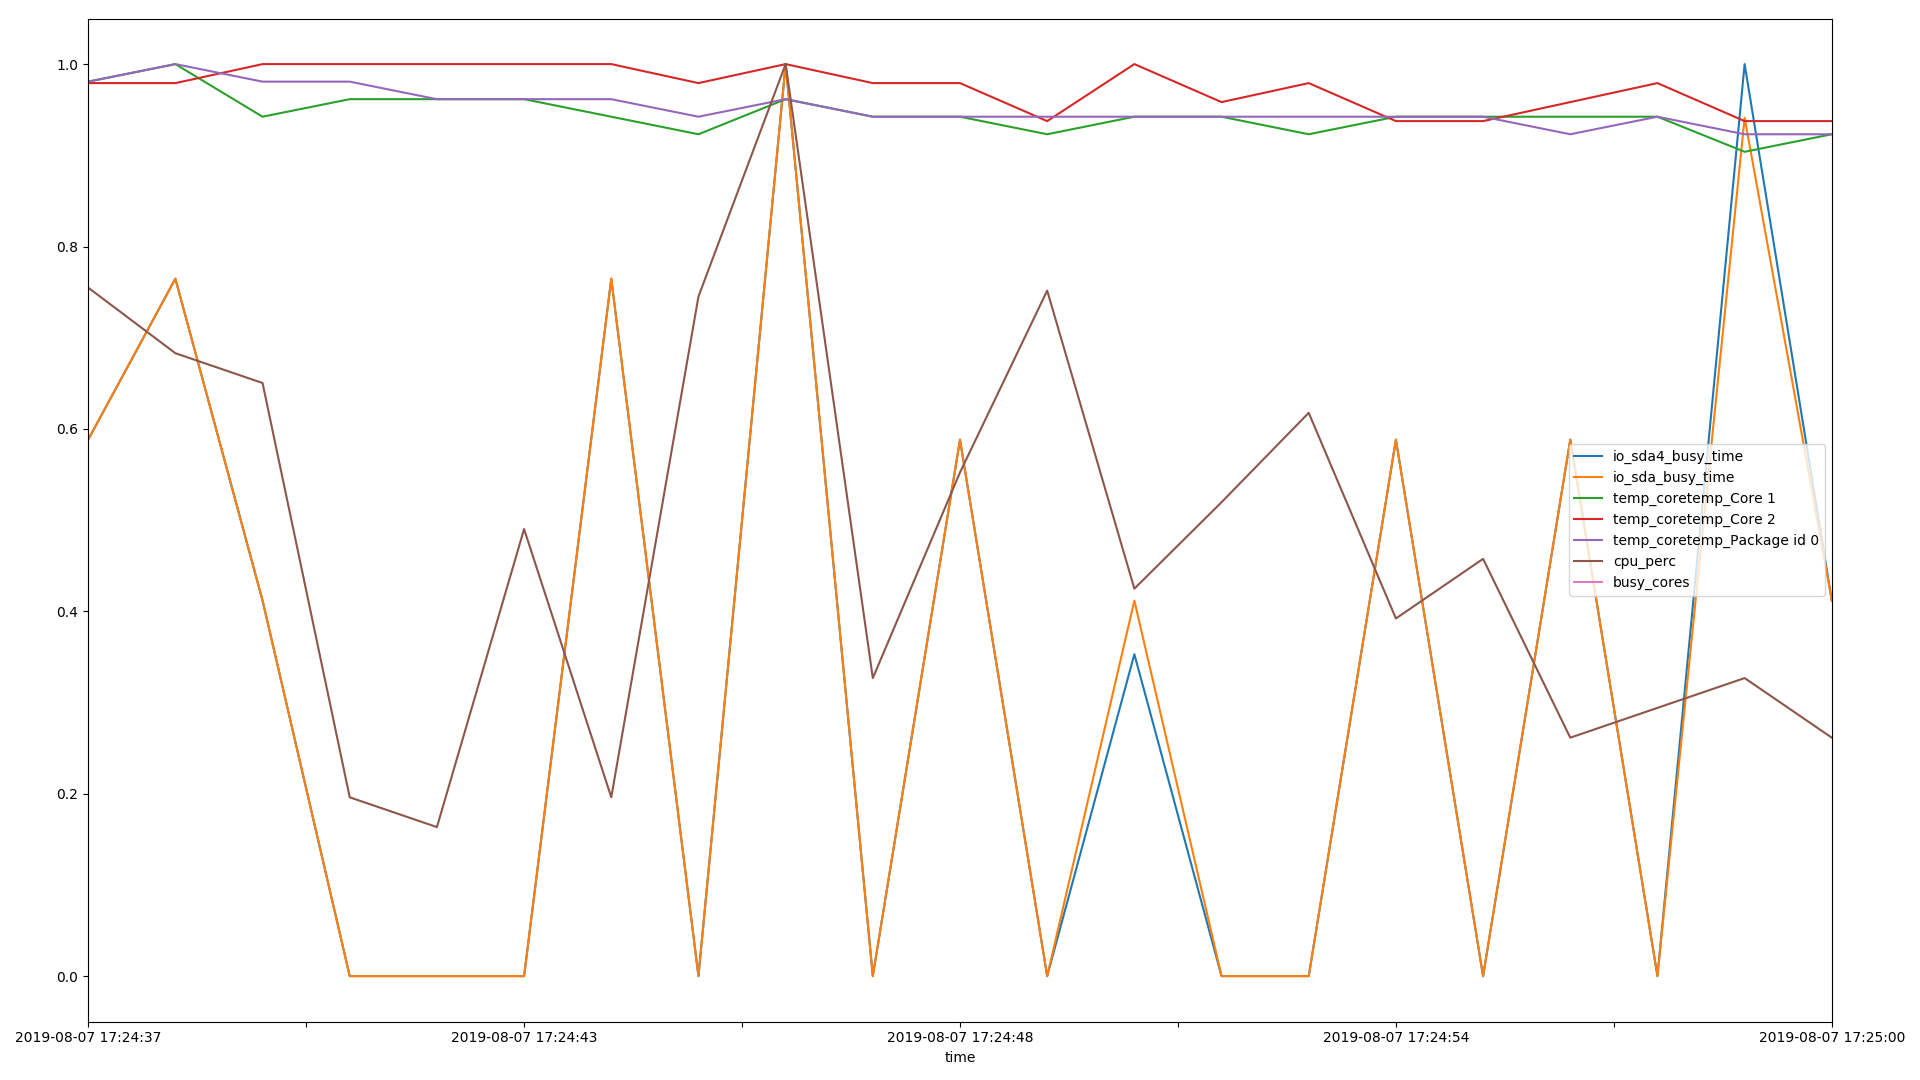 1.0
0.8
0.6
0.4
0.2
0.0
io_sda4_busy_time
io_sda_busy_time
temp_coretemp_Core 1
temp_coretemp_Core 2
temp_coretemp_Package id 0
cpu_perc
busy_cores
2019-08-07 17:24:37
2019-08-07 17:24:43
2019-08-07 17:24:48
2019-08-07 17:24:54
2019-08-07 17:25:00
time